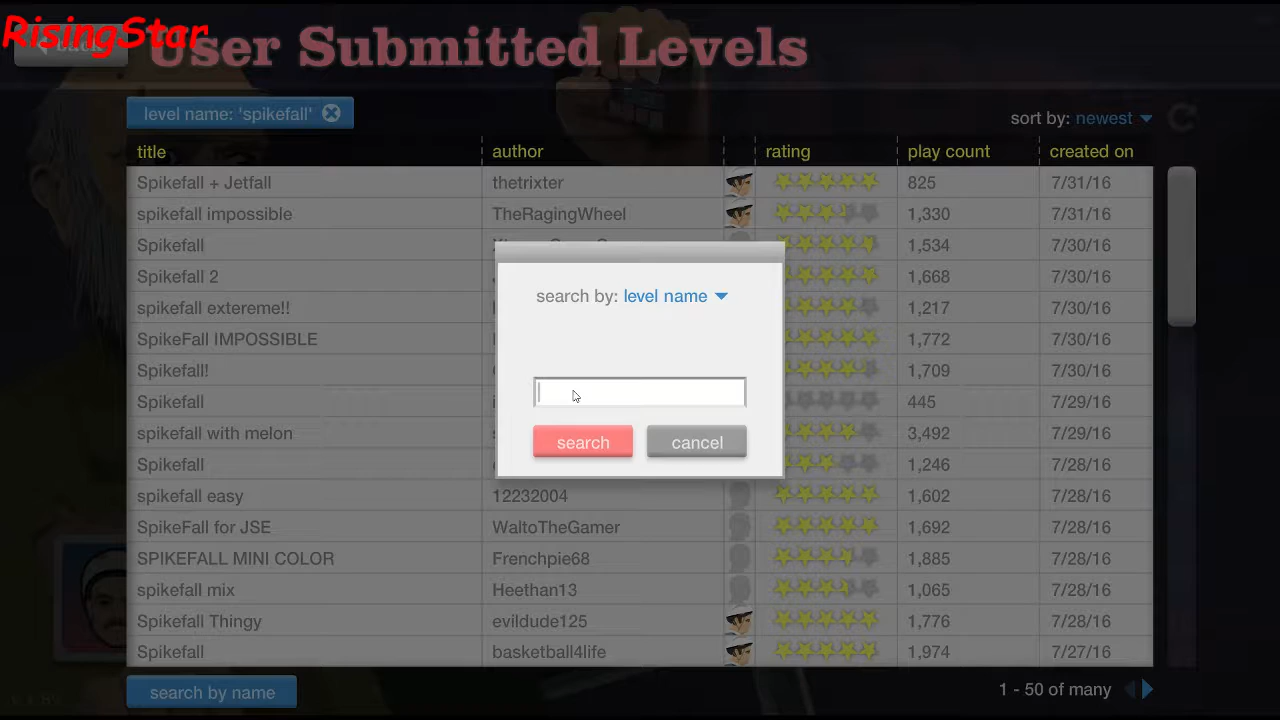 RisingStar
User Submitted Levels
level name: 'spikefall'
sort by: newest
title author rating play count created on
Spikefall + Jetfall thetrixter 825 7/31/16
spikefall impossible TheRagingWheel 1,330 7/31/16
Spikefall 1,534 7/30/16
Spikefall 2 1,668 7/30/16
spikefall extereme!! 1,217 7/30/16
SpikeFall IMPOSSIBLE 1,772 7/30/16
Spikefall! 1,709 7/30/16
Spikefall 445 7/29/16
spikefall with melon 3,492 7/29/16
Spikefall 1,246 7/28/16
spikefall easy 12232004 1,602 7/28/16
SpikeFall for JSE WaltoTheGamer 1,692 7/28/16
SPIKEFALL MINI COLOR Frenchpie68 1,885 7/28/16
spikefall mix Heethan13 1,065 7/28/16
Spikefall Thingy evildude125 1,776 7/28/16
Spikefall basketball4life 1,974 7/27/16
search by: level name
search cancel
search by name
1 - 50 of many